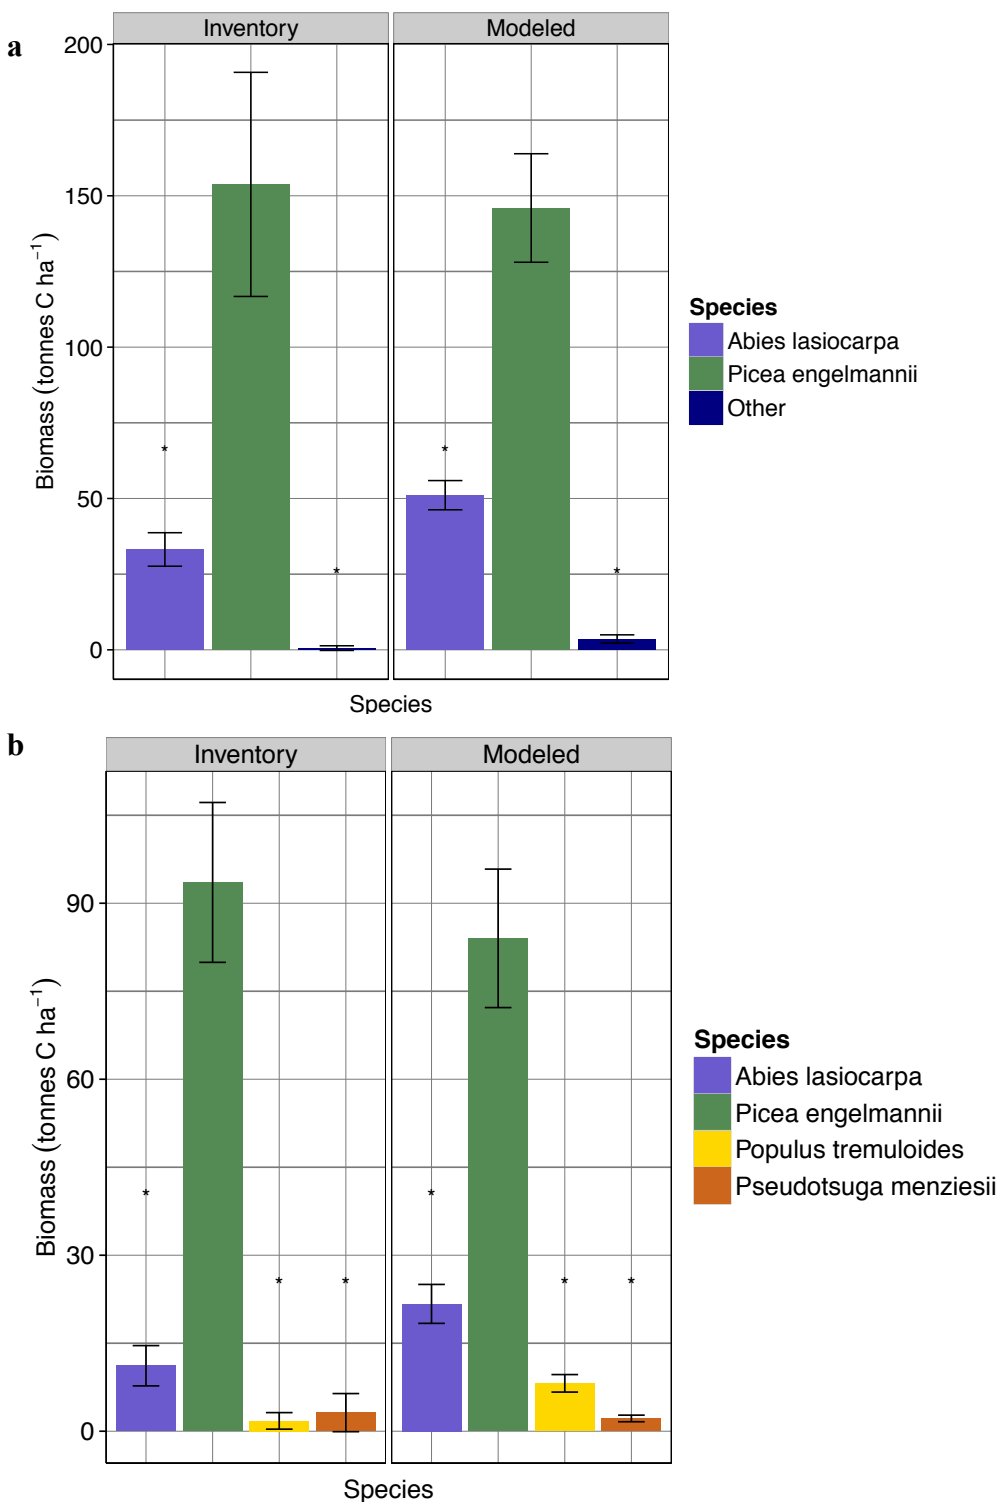 a
Inventory
Modeled
200
150
100
50
0
Biomass (tonnes C ha⁻¹)
*
*
*
*
Species
Species
Abies lasiocarpa
Picea engelmannii
Other
b
Inventory
Modeled
90
60
30
0
Biomass (tonnes C ha⁻¹)
*
*
*
*
*
*
Species
Species
Abies lasiocarpa
Picea engelmannii
Populus tremuloides
Pseudotsuga menziesii